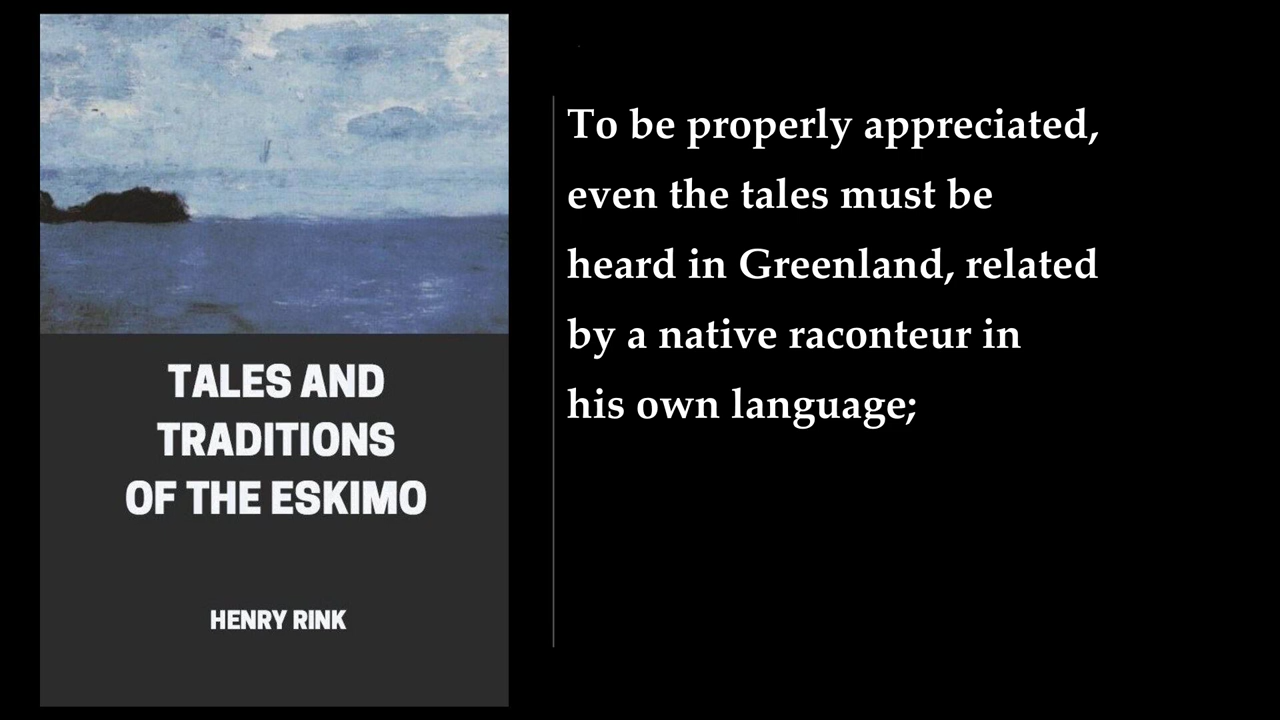 TALES AND
TRADITIONS
OF THE ESKIMO
HENRY RINK
To be properly appreciated,
even the tales must be
heard in Greenland, related
by a native raconteur in
his own language;